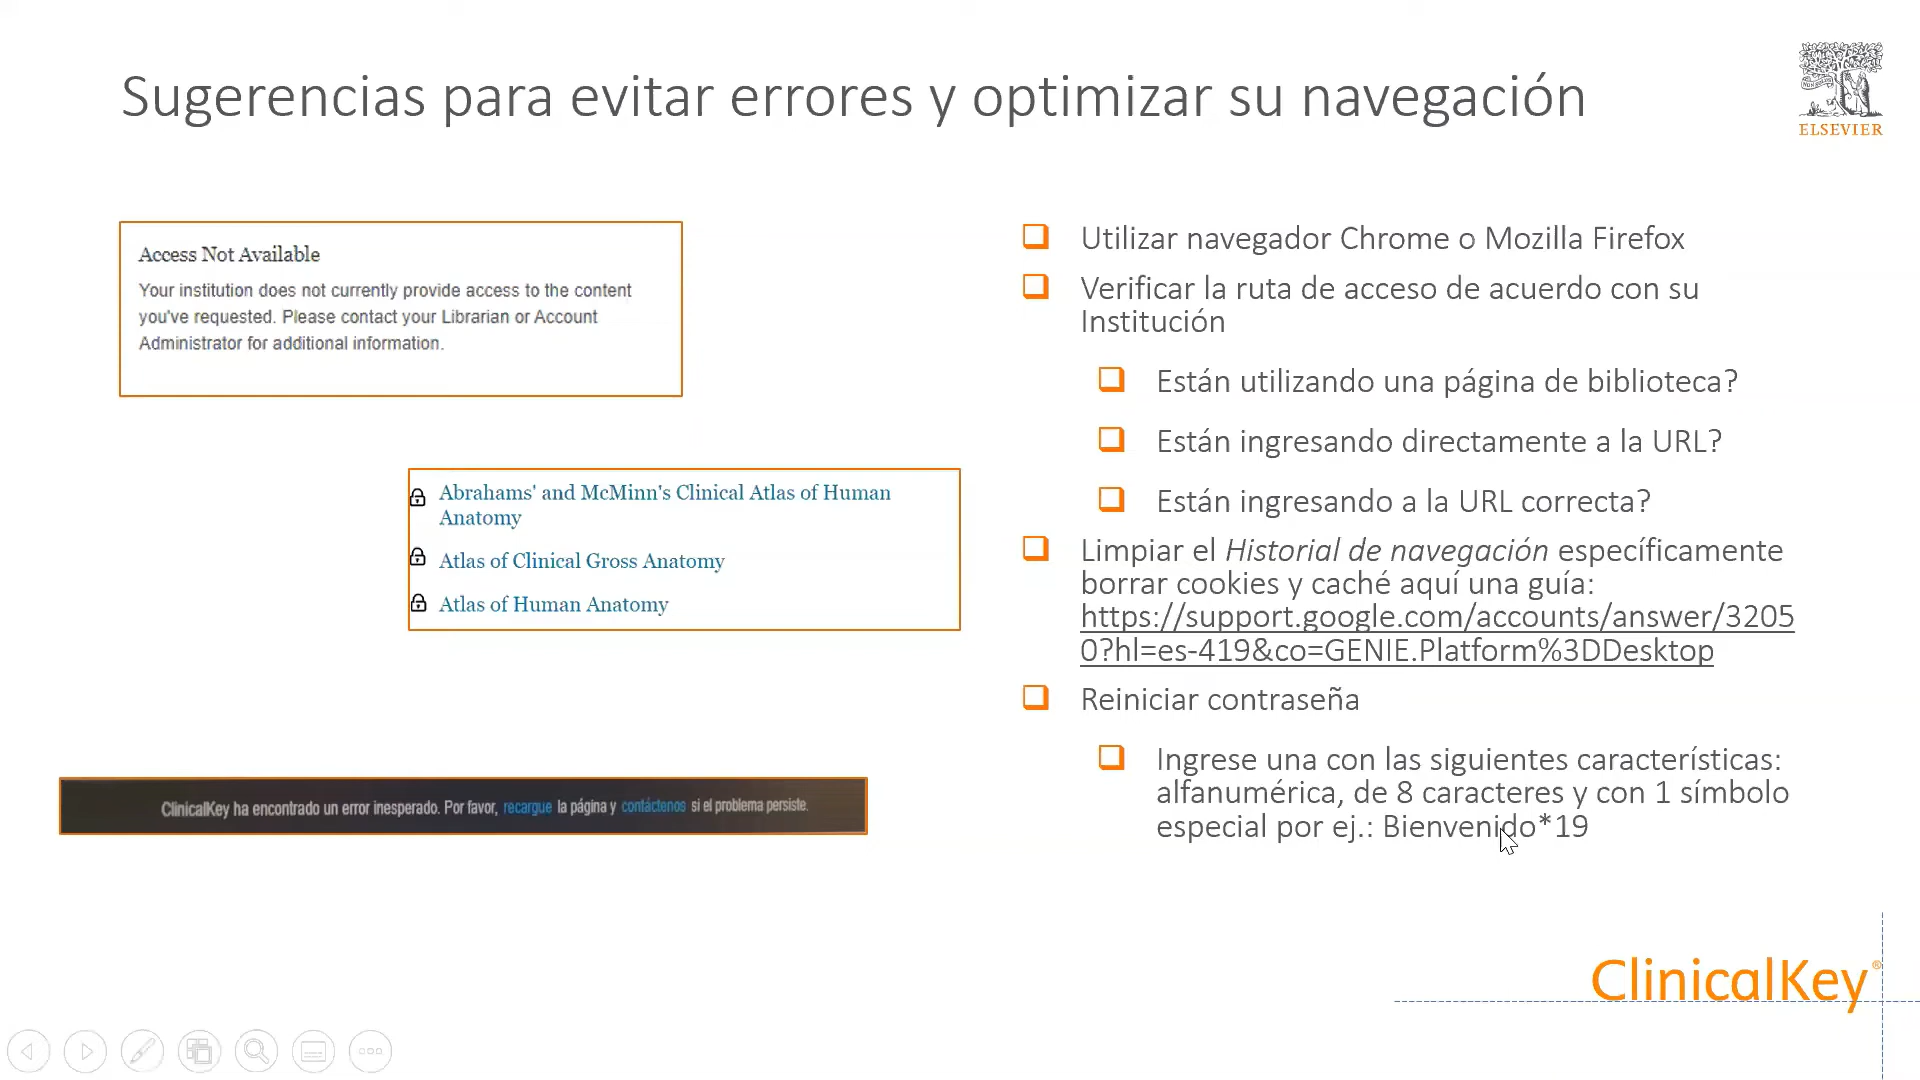 Sugerencias para evitar errores y optimizar su navegación
ELSEVIER
Access Not Available
Your institution does not currently provide access to the content
you've requested. Please contact your Librarian or Account
Administrator for additional information.
Abrahams' and McMinn's Clinical Atlas of Human
Anatomy
Atlas of Clinical Gross Anatomy
Atlas of Human Anatomy
ClinicalKey ha encontrado un error inesperado. Por favor, recargue la página y contáctenos si el problema persiste.
Utilizar navegador Chrome o Mozilla Firefox
Verificar la ruta de acceso de acuerdo con su
Institución
Están utilizando una página de biblioteca?
Están ingresando directamente a la URL?
Están ingresando a la URL correcta?
Limpiar el Historial de navegación específicamente
borrar cookies y caché aquí una guía:
https://support.google.com/accounts/answer/3205
0?hl=es-419&co=GENIE.Platform%3DDesktop
Reiniciar contraseña
Ingrese una con las siguientes características:
alfanumérica, de 8 caracteres y con 1 símbolo
especial por ej.: Bienvenido*19
ClinicalKey®